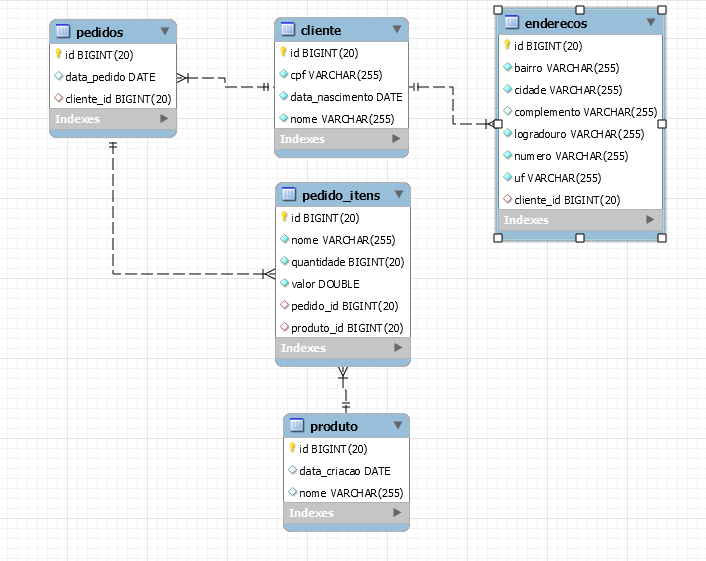 pedidos
id BIGINT(20)
data_pedido DATE
cliente_id BIGINT(20)
Indexes
cliente
id BIGINT(20)
cpf VARCHAR(255)
data_nascimento DATE
nome VARCHAR(255)
Indexes
enderecos
id BIGINT(20)
bairro VARCHAR(255)
cidade VARCHAR(255)
complemento VARCHAR(255)
logradouro VARCHAR(255)
numero VARCHAR(255)
uf VARCHAR(255)
cliente_id BIGINT(20)
Indexes
pedido_itens
id BIGINT(20)
nome VARCHAR(255)
quantidade BIGINT(20)
valor DOUBLE
pedido_id BIGINT(20)
produto_id BIGINT(20)
Indexes
produto
id BIGINT(20)
data_criacao DATE
nome VARCHAR(255)
Indexes